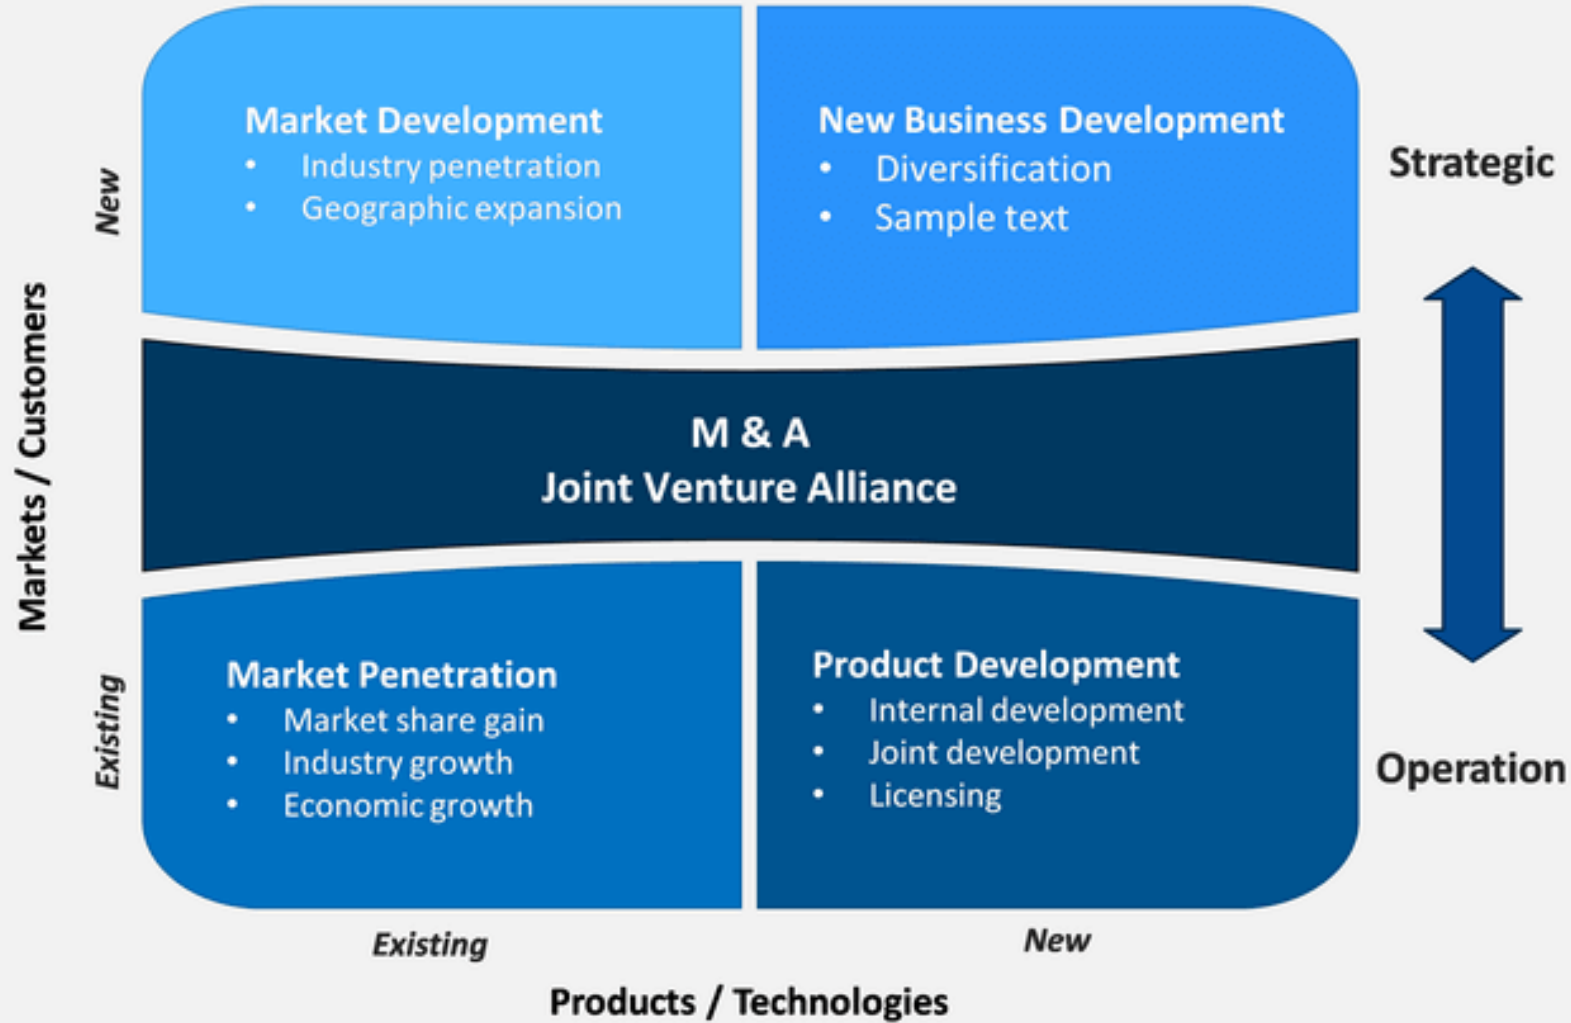 Market Development
• Industry penetration
• Geographic expansion
New Business Development
• Diversification
• Sample text
Strategic
New
Markets / Customers
M & A
Joint Venture Alliance
Market Penetration
• Market share gain
• Industry growth
• Economic growth
Product Development
• Internal development
• Joint development
• Licensing
Existing
Operation
Existing
New
Products / Technologies